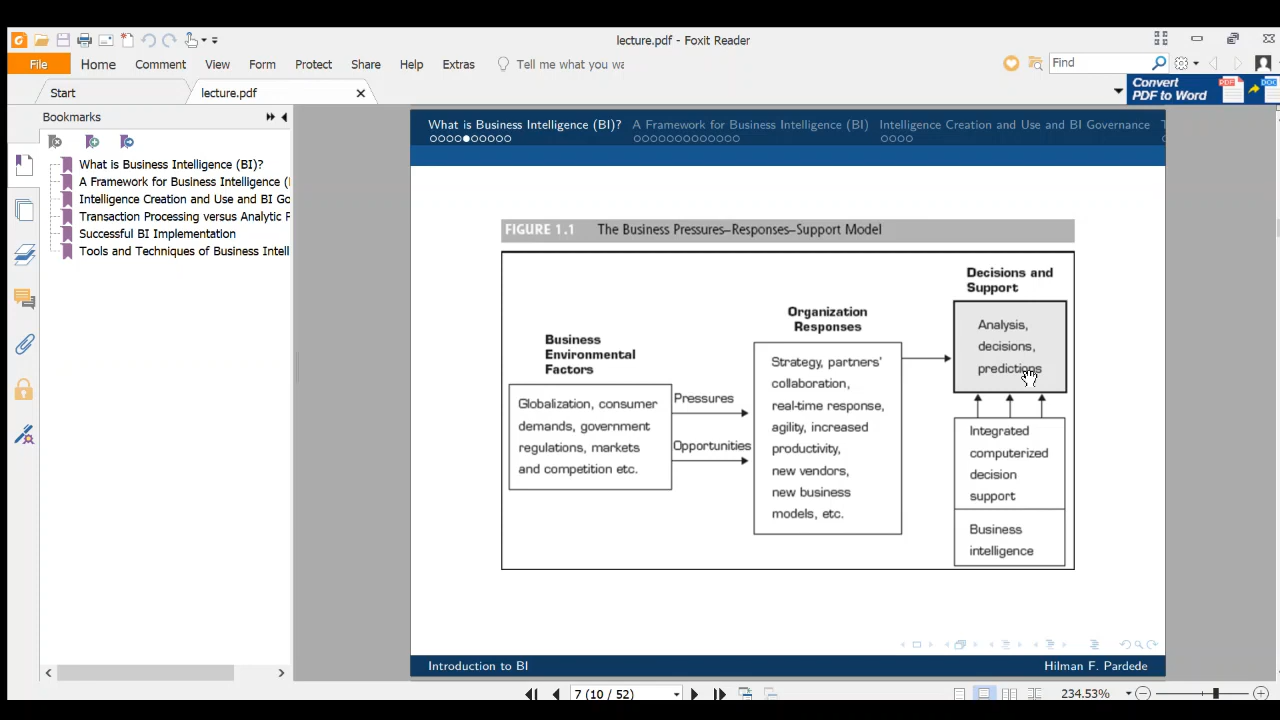 lecture.pdf - Foxit Reader
File Home Comment View Form Protect Share Help Extras Tell me what you wa Find
Start lecture.pdf
Convert
PDF to Word
PDF DOC
Bookmarks
What is Business Intelligence (BI)?
A Framework for Business Intelligence (
Intelligence Creation and Use and BI Go
Transaction Processing versus Analytic P
Successful BI Implementation
Tools and Techniques of Business Intell
What is Business Intelligence (BI)? A Framework for Business Intelligence (BI) Intelligence Creation and Use and BI Governance
FIGURE 1.1 The Business Pressures–Responses–Support Model
Business
Environmental
Factors
Globalization, consumer
demands, government
regulations, markets
and competition etc.
Pressures
Opportunities
Organization
Responses
Strategy, partners'
collaboration,
real-time response,
agility, increased
productivity,
new vendors,
new business
models, etc.
Decisions and
Support
Analysis,
decisions,
predictions
Integrated
computerized
decision
support
Business
intelligence
Introduction to BI Hilman F. Pardede
7 (10 / 52) 234.53%